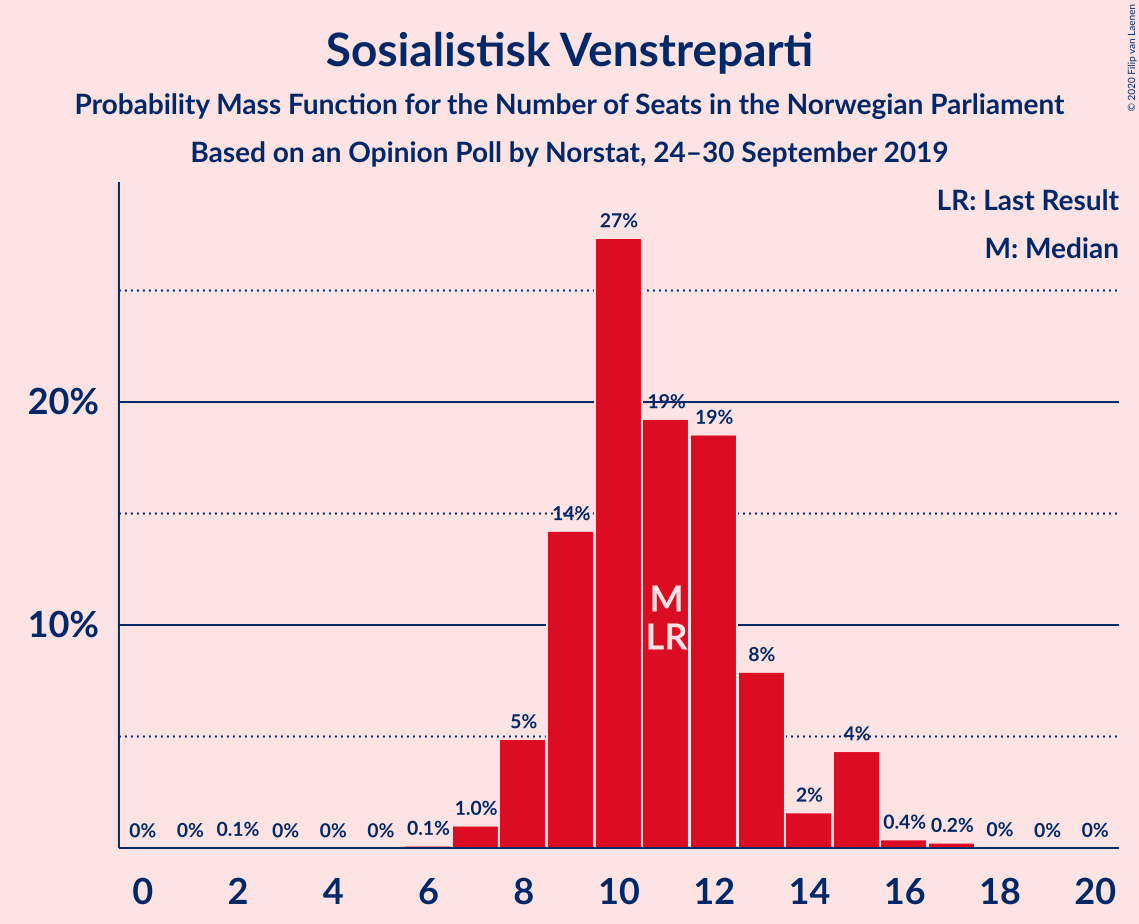 Sosialistisk Venstreparti
Probability Mass Function for the Number of Seats in the Norwegian Parliament
Based on an Opinion Poll by Norstat, 24–30 September 2019
© 2020 Filip van Laenen
LR: Last Result
M: Median
20%
10%
0% 0% 0.1% 0% 0% 0% 0.1% 1.0% 5% 14% 27% 19% 19% 8% 2% 4% 0.4% 0.2% 0% 0% 0%
M
LR
0 2 4 6 8 10 12 14 16 18 20